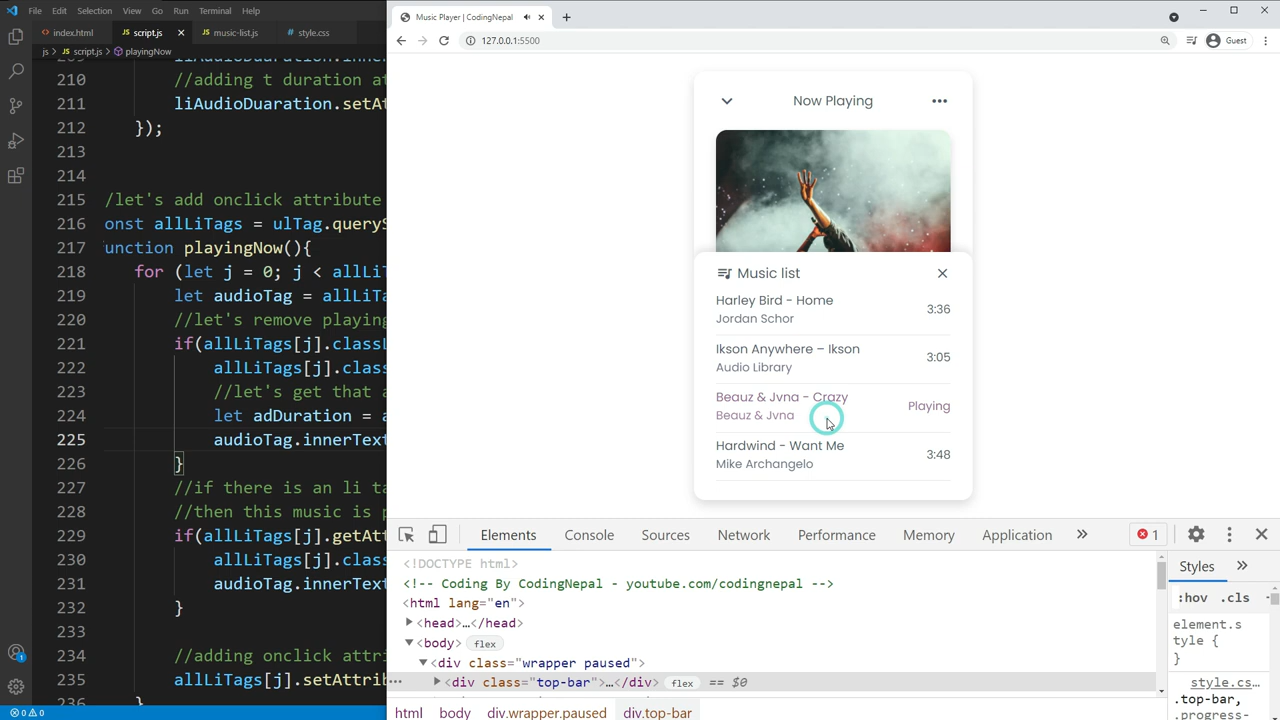 File Edit Selection View Go Run Terminal Help
index.html
JS script.js
JS music-list.js
style.css
js > JS script.js > playingNow
210 //adding t duration at
211 liAudioDuaration.setA
212 });
213
214
215 /let's add onclick attribute
216 onst allLiTags = ulTag.queryS
217 unction playingNow(){
218 for (let j = 0; j < allLi
219 let audioTag = allLiTa
220 //let's remove playing
221 if(allLiTags[j].classL
222 allLiTags[j].class
223 //let's get that a
224 let adDuration = a
225 audioTag.innerText
226 }
227 //if there is an li ta
228 //then this music is p
229 if(allLiTags[j].getAtt
230 allLiTags[j].class
231 audioTag.innerText
232 }
233
234 //adding onclick attri
235 allLiTags[j].setAttrib
236 }
0 0
1
Music Player | CodingNepal
127.0.0.1:5500
Guest
Now Playing
Music list
Harley Bird - Home
Jordan Schor
3:36
Ikson Anywhere – Ikson
Audio Library
3:05
Beauz & Jvna - Crazy
Beauz & Jvna
Playing
Hardwind - Want Me
Mike Archangelo
3:48
Elements Console Sources Network Performance Memory Application » 1
<!DOCTYPE html>
<!-- Coding By CodingNepal - youtube.com/codingnepal -->
<html lang="en">
<head>…</head>
<body> flex
<div class="wrapper paused">
<div class="top-bar">…</div> flex == $0
html body div.wrapper.paused div.top-bar
Styles »
:hov .cls
element.s
tyle {
}
style.cs…
.top-bar,
.progress-